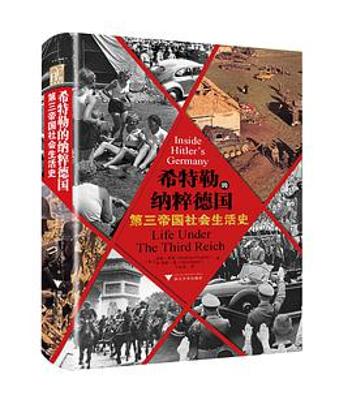 希特勒的纳粹德国
第三帝国社会生活史
Inside
Hitler's
Germany
希特勒的
纳粹德国
第三帝国社会生活史
Life Under
The Third Reich